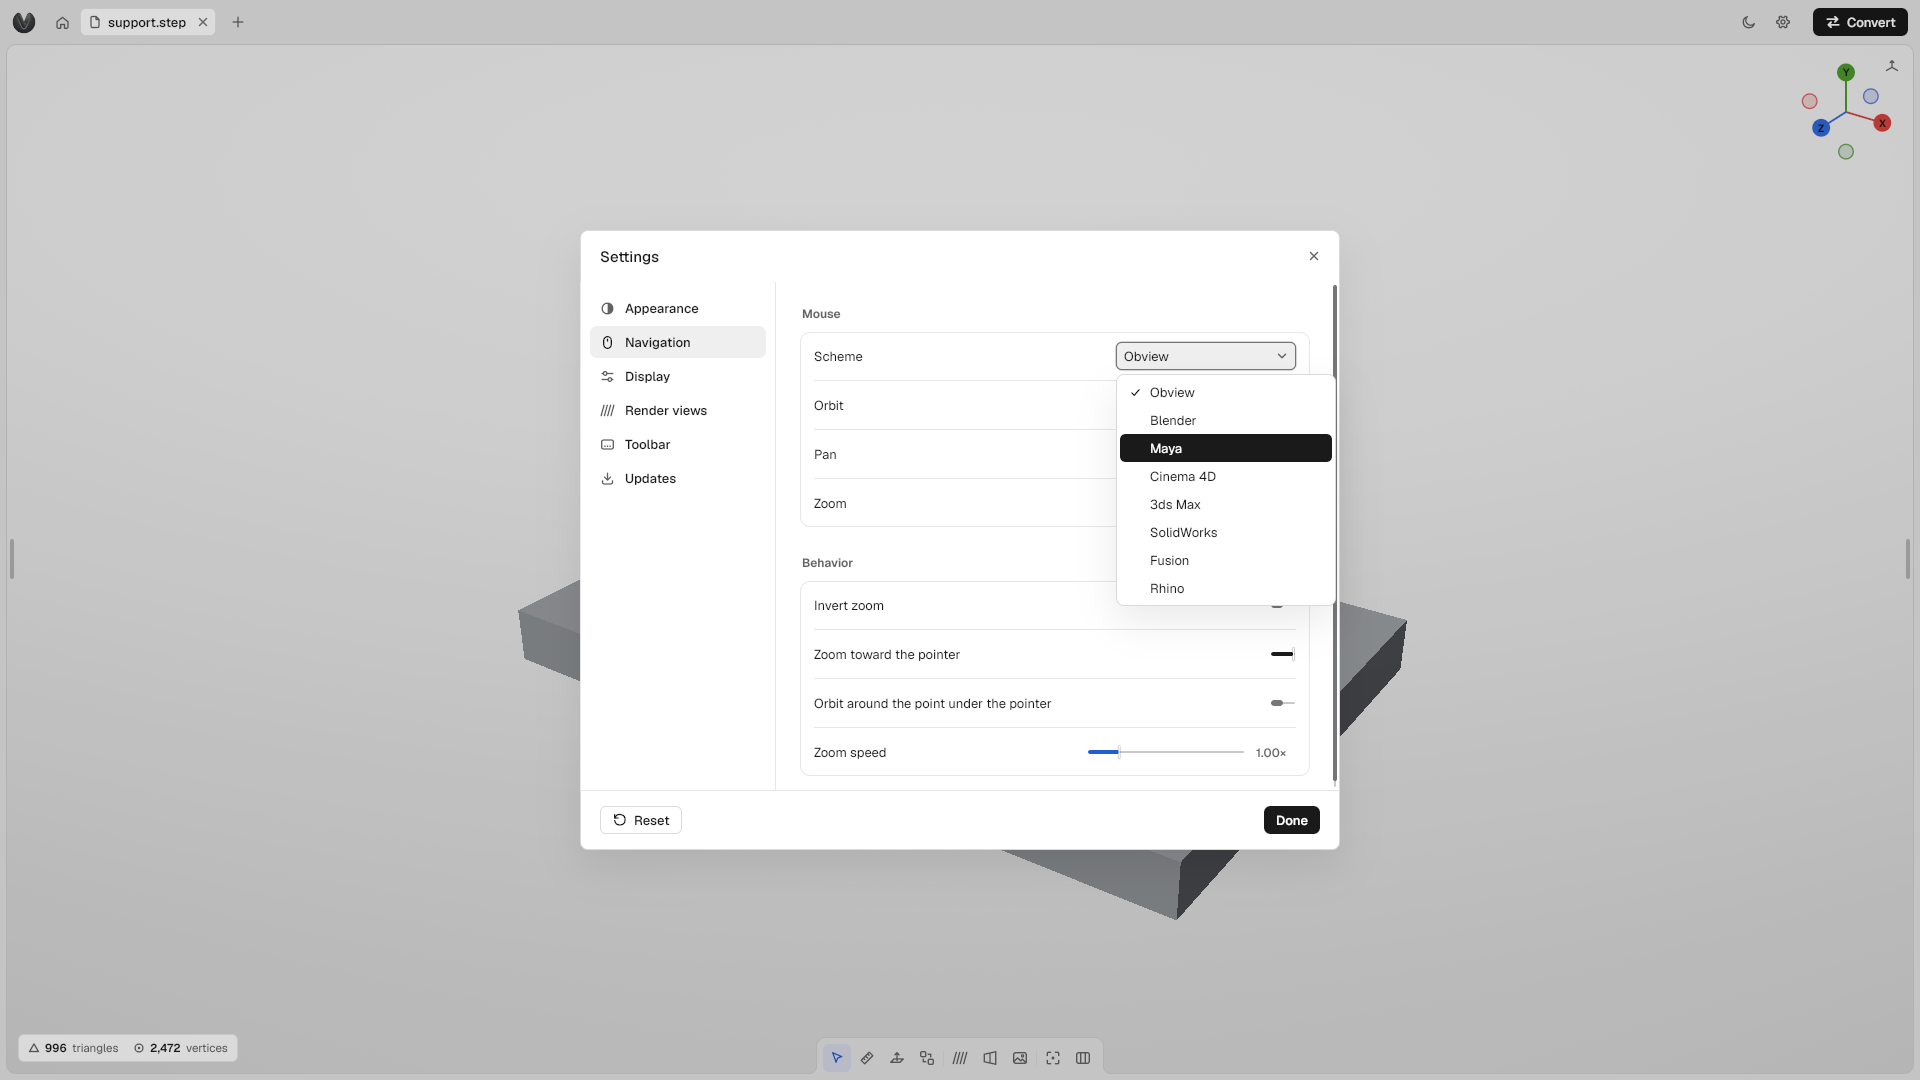 support.step
Convert
Y
X
Z
Settings
Appearance
Navigation
Display
Render views
Toolbar
Updates
Mouse
Scheme
Obview
Orbit
Pan
Zoom
Obview
Blender
Maya
Cinema 4D
3ds Max
SolidWorks
Fusion
Rhino
Behavior
Invert zoom
Zoom toward the pointer
Orbit around the point under the pointer
Zoom speed
1.00×
Reset
Done
996 triangles
2,472 vertices